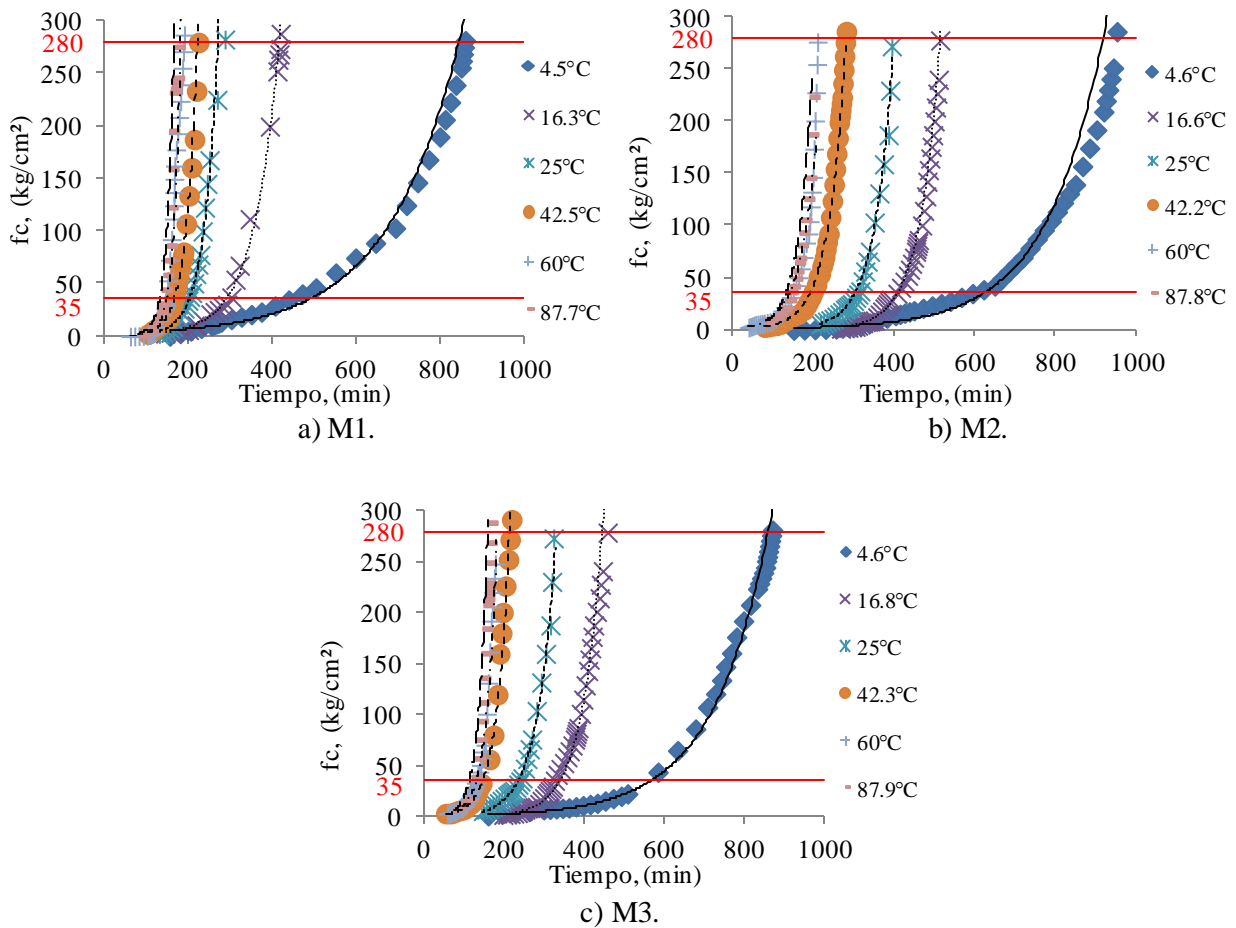 300
280
250
200
150
100
50
35
0
fc, (kg/cm²)
0
200
400
600
800
1000
Tiempo, (min)
4.5°C
16.3°C
25°C
42.5°C
60°C
87.7°C
a) M1.
300
280
250
200
150
100
50
35
0
fc, (kg/cm²)
0
200
400
600
800
1000
Tiempo, (min)
4.6°C
16.6°C
25°C
42.2°C
60°C
87.8°C
b) M2.
300
280
250
200
150
100
50
35
0
fc, (kg/cm²)
0
200
400
600
800
1000
Tiempo, (min)
4.6°C
16.8°C
25°C
42.3°C
60°C
87.9°C
c) M3.